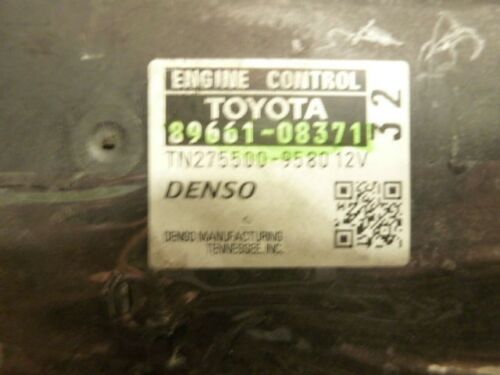 ENGINE CONTROL
TOYOTA
89661-08371
32
TN275500-9580 12V
DENSO
DENSO MANUFACTURING
TENNESSEE, INC.